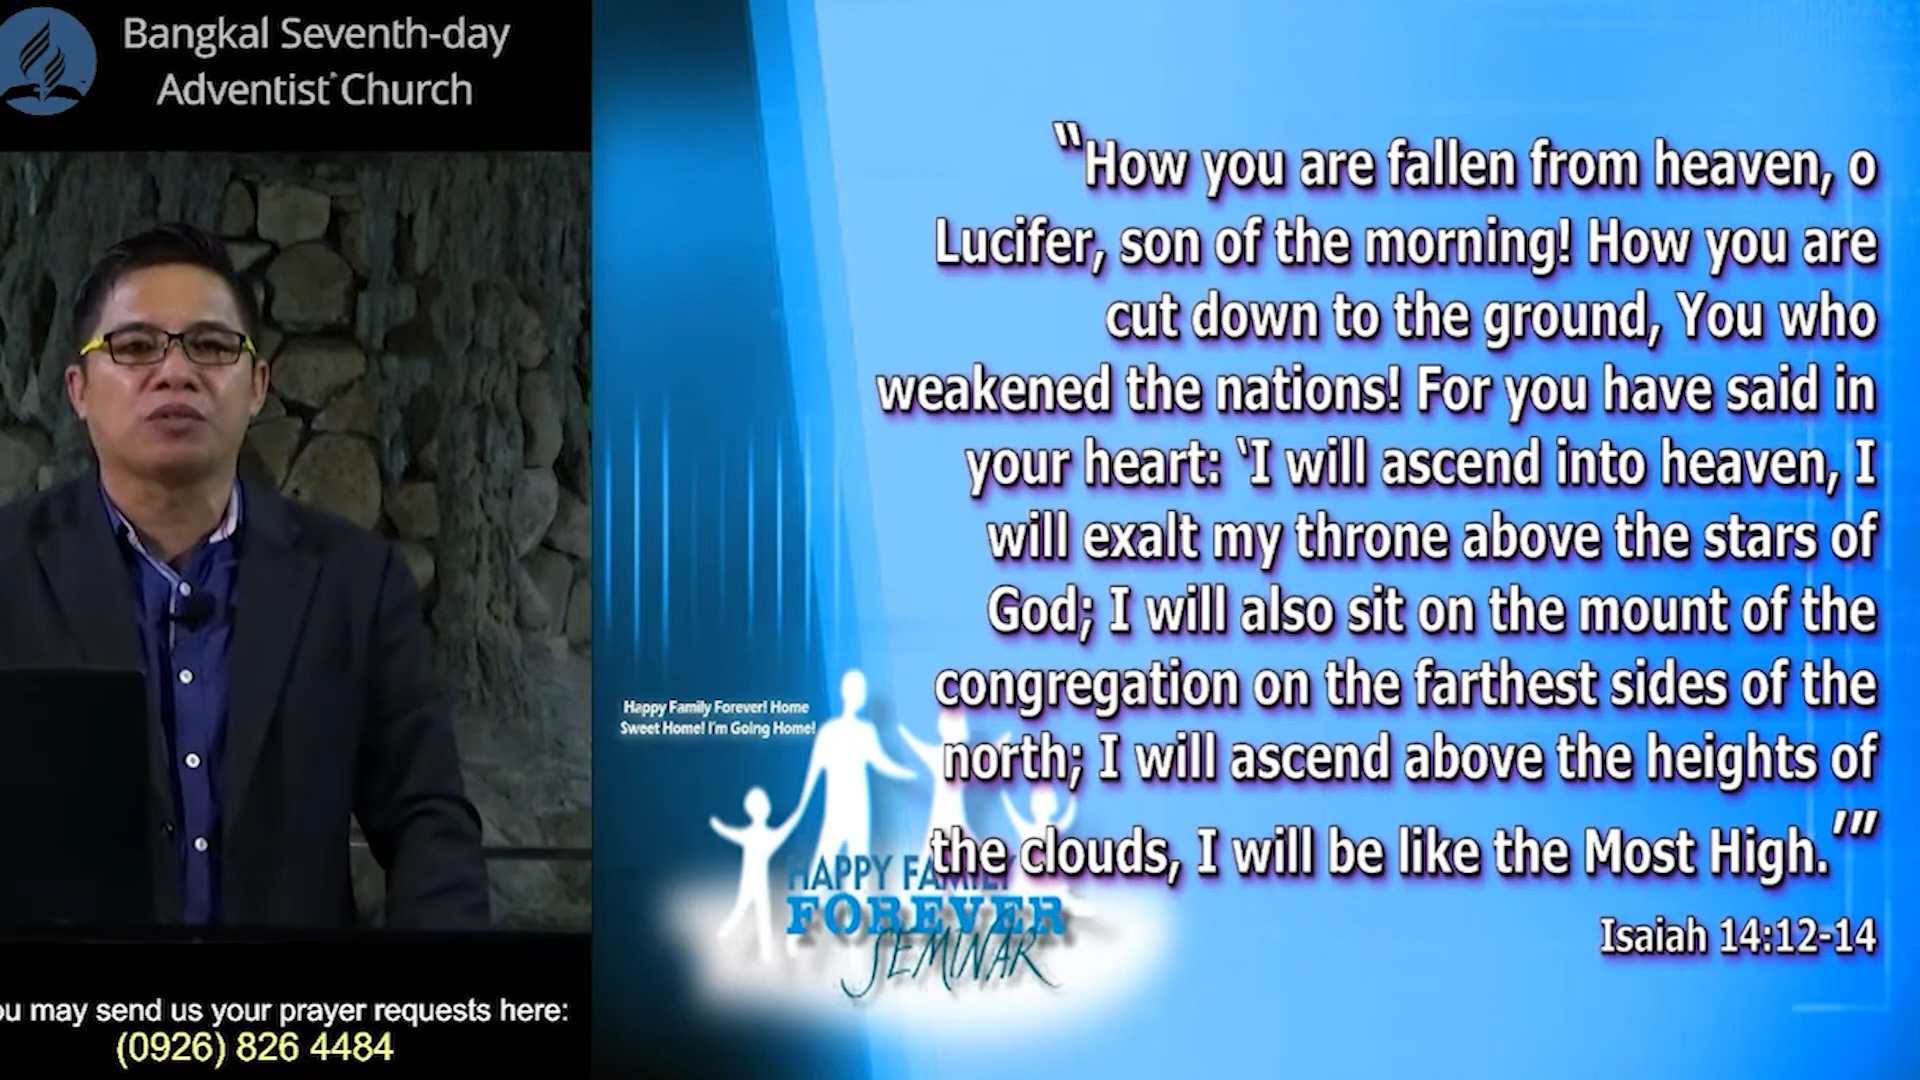 Bangkal Seventh-day
Adventist® Church
“How you are fallen from heaven, o
Lucifer, son of the morning! How you are
cut down to the ground, You who
weakened the nations! For you have said in
your heart: ‘I will ascend into heaven, I
will exalt my throne above the stars of
God; I will also sit on the mount of the
congregation on the farthest sides of the
north; I will ascend above the heights of
the clouds, I will be like the Most High.’”
Isaiah 14:12-14
Happy Family Forever! Home
Sweet Home! I'm Going Home!
HAPPY FAMILY
FOREVER
SEMINAR
ou may send us your prayer requests here:
(0926) 826 4484